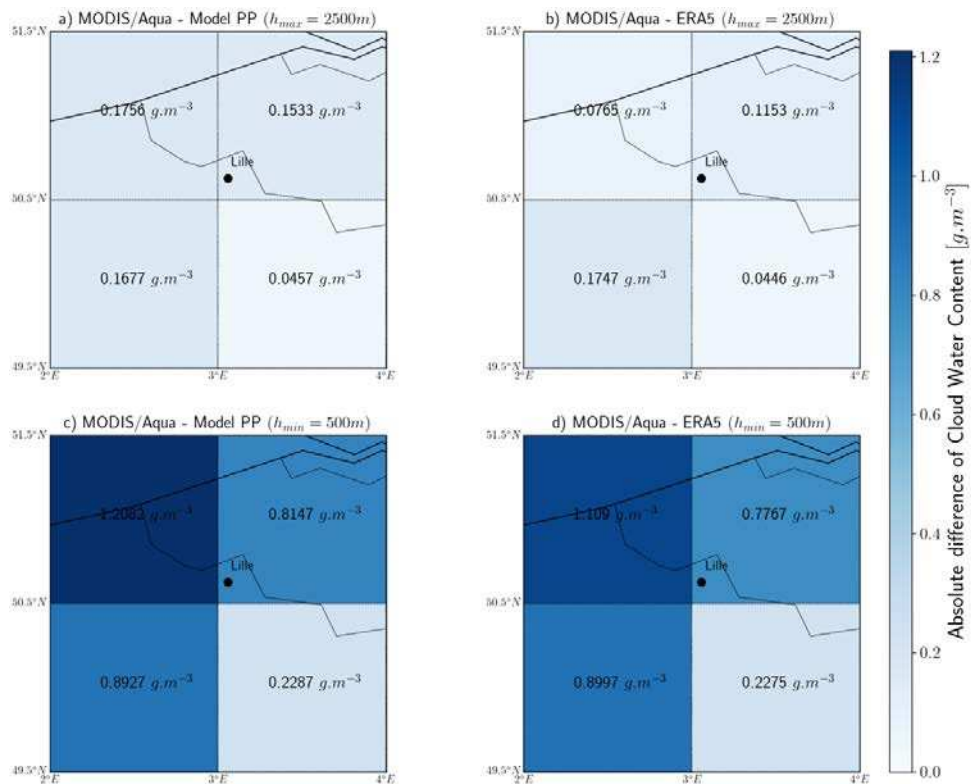 a) MODIS/Aqua - Model PP (h_max = 2500m)
51.5°N
0.1756 g.m⁻³
0.1533 g.m⁻³
Lille
50.5°N
0.1677 g.m⁻³
0.0457 g.m⁻³
49.5°N
2°E
3°E
4°E
b) MODIS/Aqua - ERA5 (h_max = 2500m)
51.5°N
0.0765 g.m⁻³
0.1153 g.m⁻³
Lille
50.5°N
0.1747 g.m⁻³
0.0446 g.m⁻³
49.5°N
2°E
3°E
4°E
c) MODIS/Aqua - Model PP (h_min = 500m)
51.5°N
1.2082 g.m⁻³
0.8147 g.m⁻³
Lille
50.5°N
0.8927 g.m⁻³
0.2287 g.m⁻³
49.5°N
2°E
3°E
4°E
d) MODIS/Aqua - ERA5 (h_min = 500m)
51.5°N
1.109 g.m⁻³
0.7767 g.m⁻³
Lille
50.5°N
0.8997 g.m⁻³
0.2275 g.m⁻³
49.5°N
2°E
3°E
4°E
1.2
1.0
0.8
0.6
0.4
0.2
0.0
Absolute difference of Cloud Water Content [g.m⁻³]